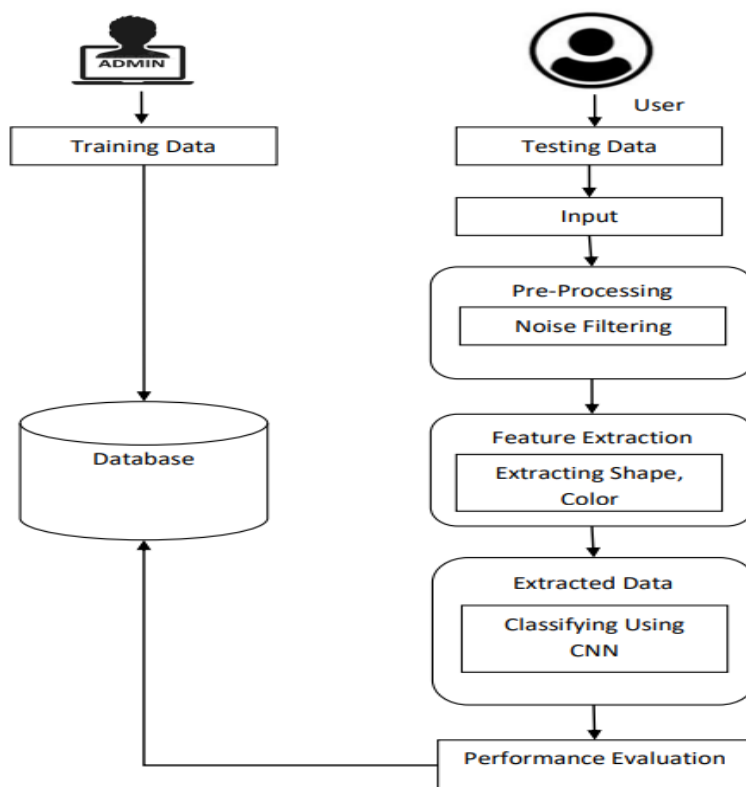 ADMIN
User
Training Data
Testing Data
Input
Pre-Processing
Noise Filtering
Feature Extraction
Extracting Shape,
Color
Database
Extracted Data
Classifying Using
CNN
Performance Evaluation